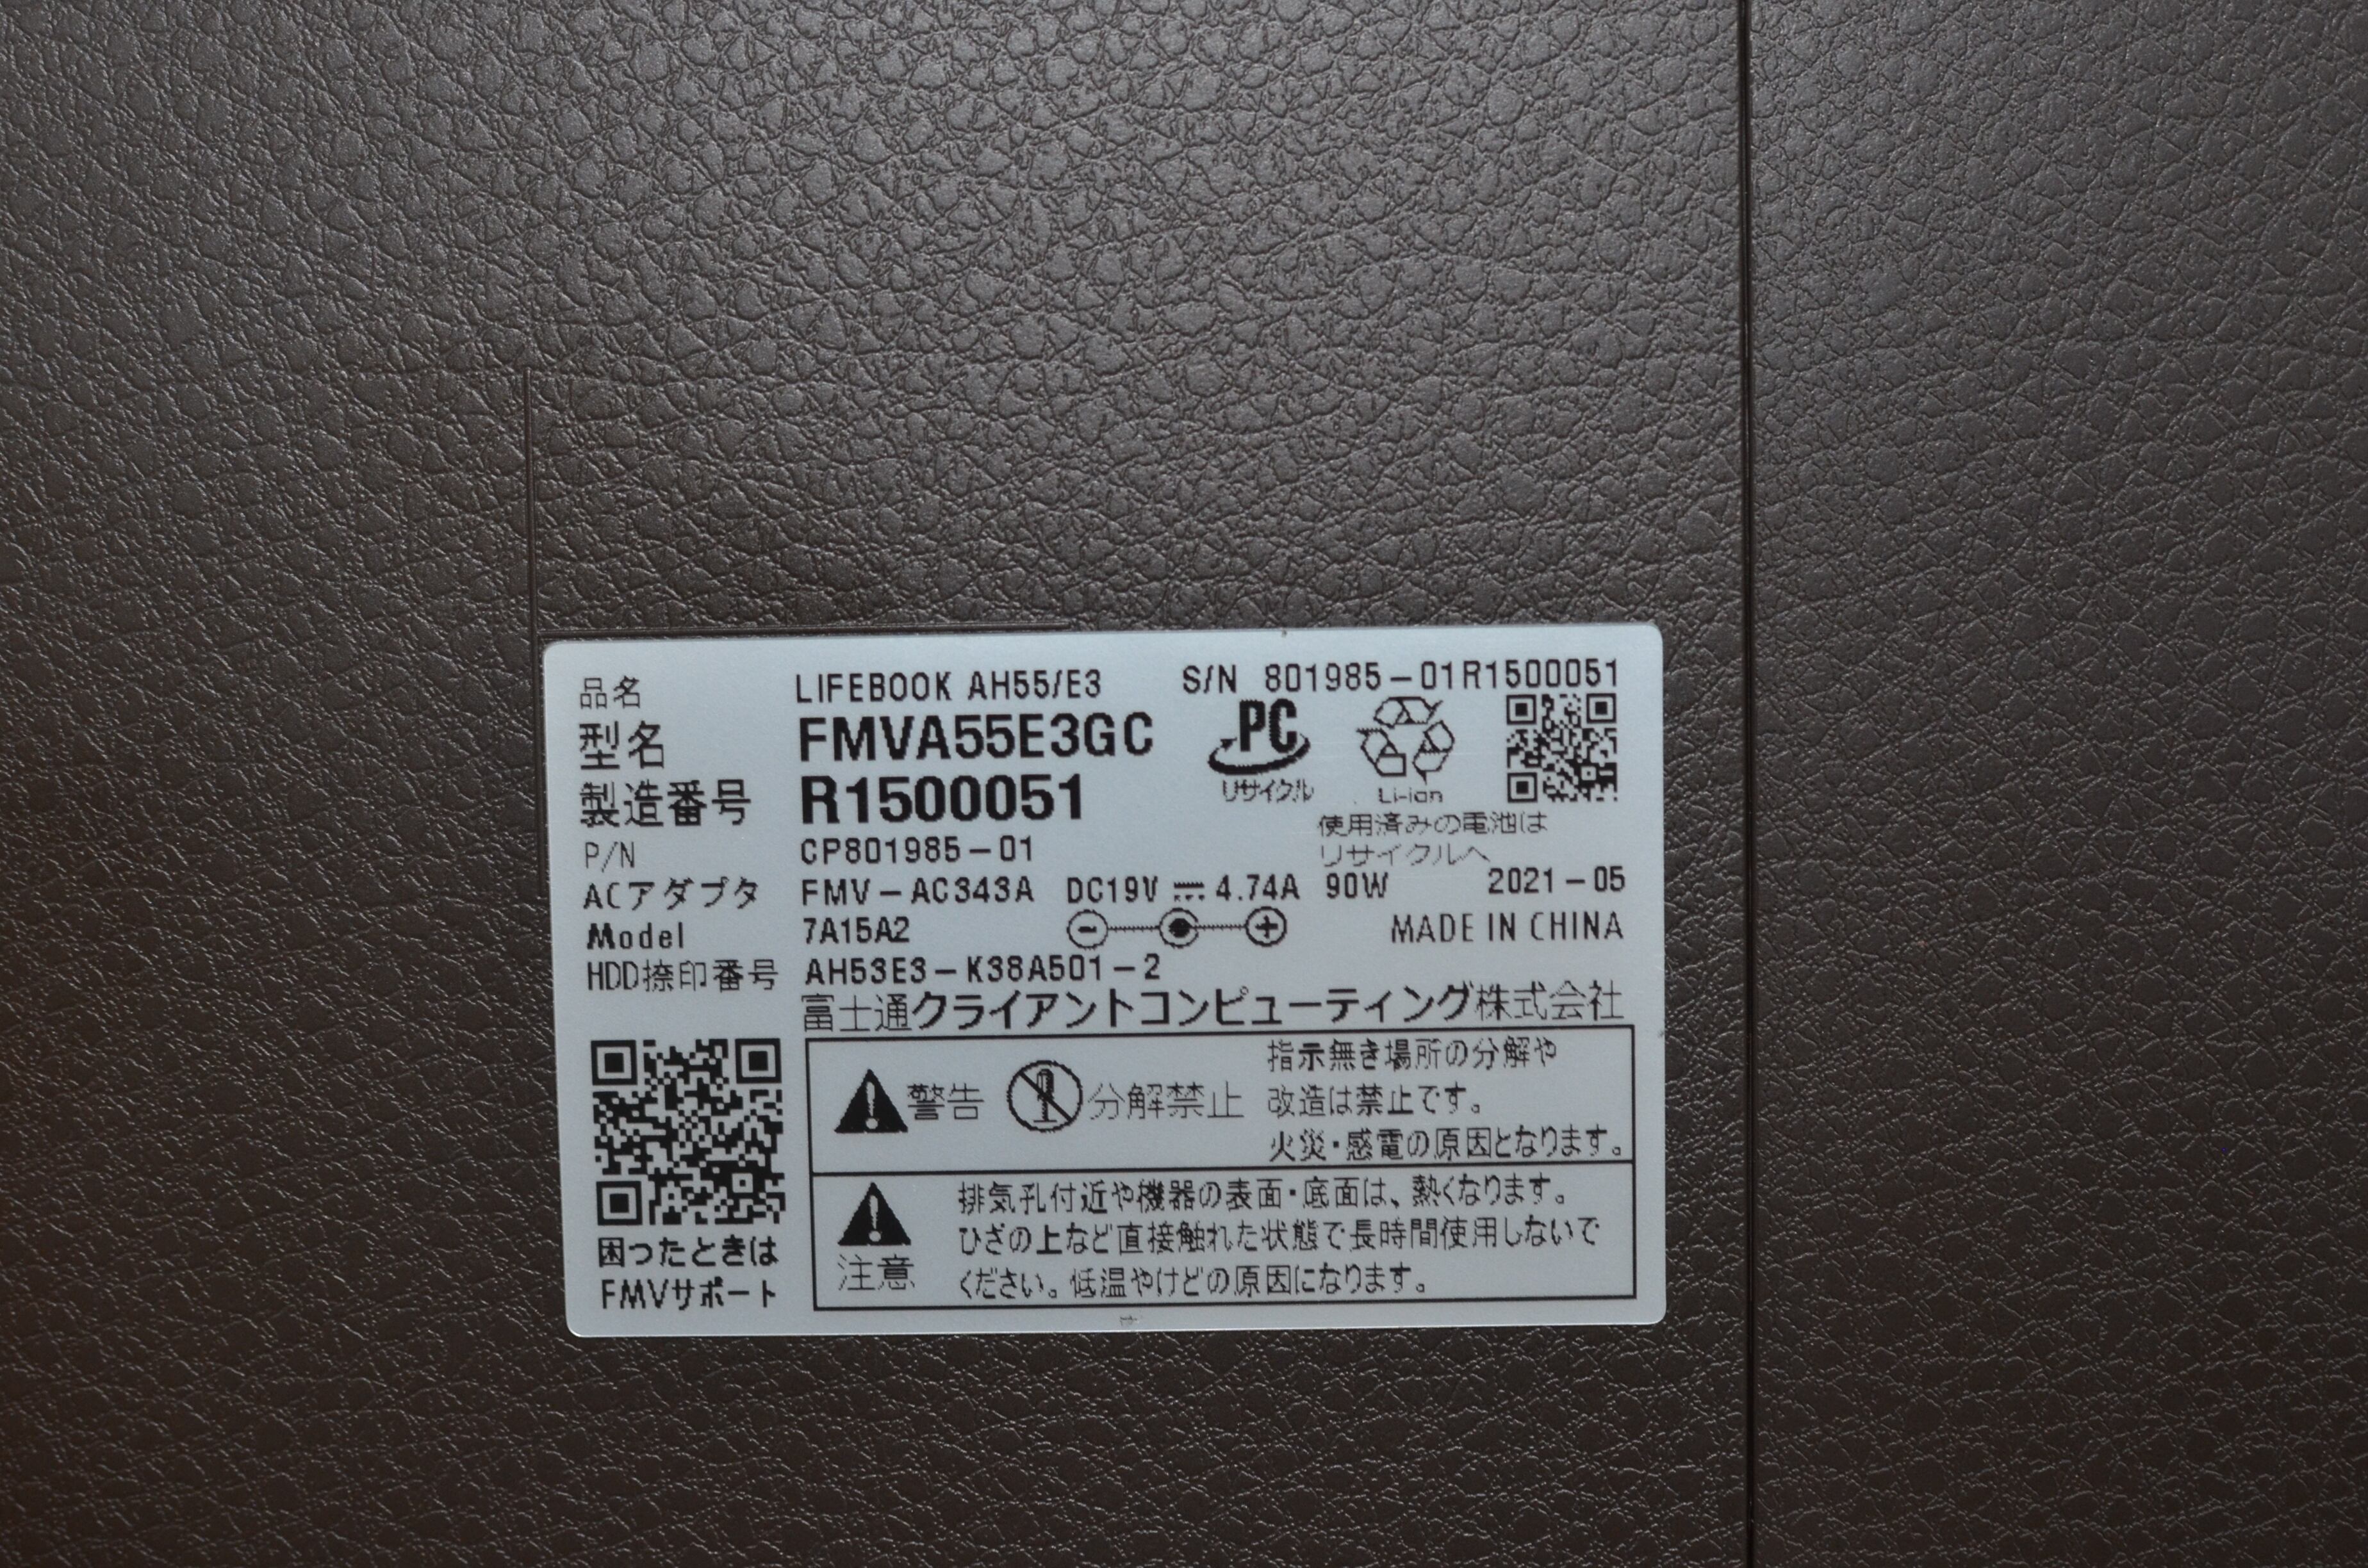 品名 LIFEBOOK AH55/E3 S/N 801985-01R1500051
型名 FMVA55E3GC
製造番号 R1500051
PC
リサイクル
Li-ion
使用済みの電池は
リサイクルへ
P/N CP801985-01
ACアダプタ FMV-AC343A DC19V 4.74A 90W 2021-05
Model 7A15A2 MADE IN CHINA
HDD捺印番号 AH53E3-K38A501-2
富士通クライアントコンピューティング株式会社
警告 分解禁止
指示無き場所の分解や
改造は禁止です。
火災・感電の原因となります。
注意
排気孔付近や機器の表面・底面は、熱くなります。
ひざの上など直接触れた状態で長時間使用しないで
ください。低温やけどの原因になります。
困ったときは
FMVサポート